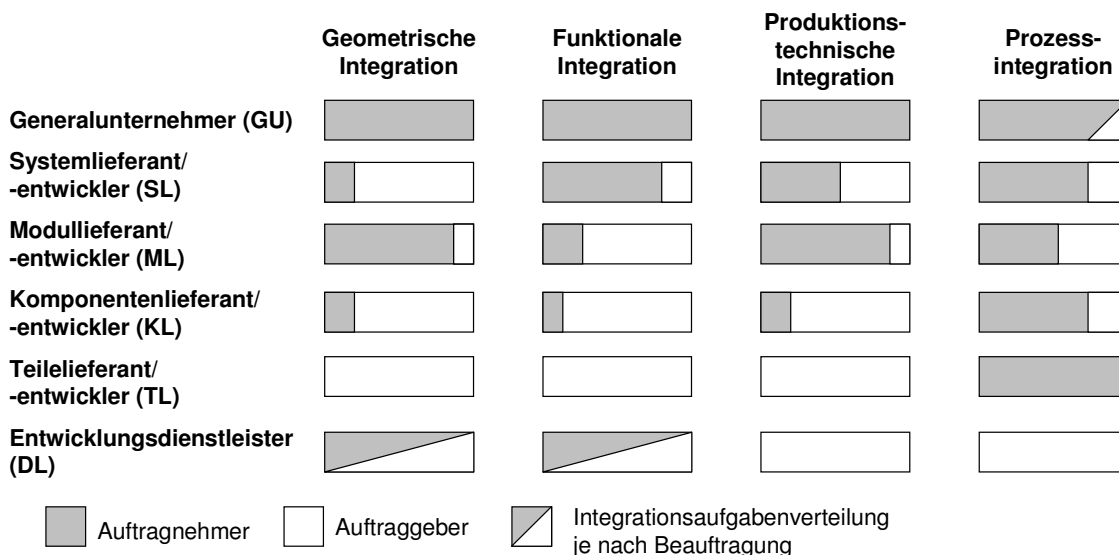 Geometrische
Integration
Funktionale
Integration
Produktions-
technische
Integration
Prozess-
integration
Generalunternehmer (GU)
Systemlieferant/
-entwickler (SL)
Modullieferant/
-entwickler (ML)
Komponentenlieferant/
-entwickler (KL)
Teilelieferant/
-entwickler (TL)
Entwicklungsdienstleister
(DL)
Auftragnehmer
Auftraggeber
Integrationsaufgabenverteilung
je nach Beauftragung